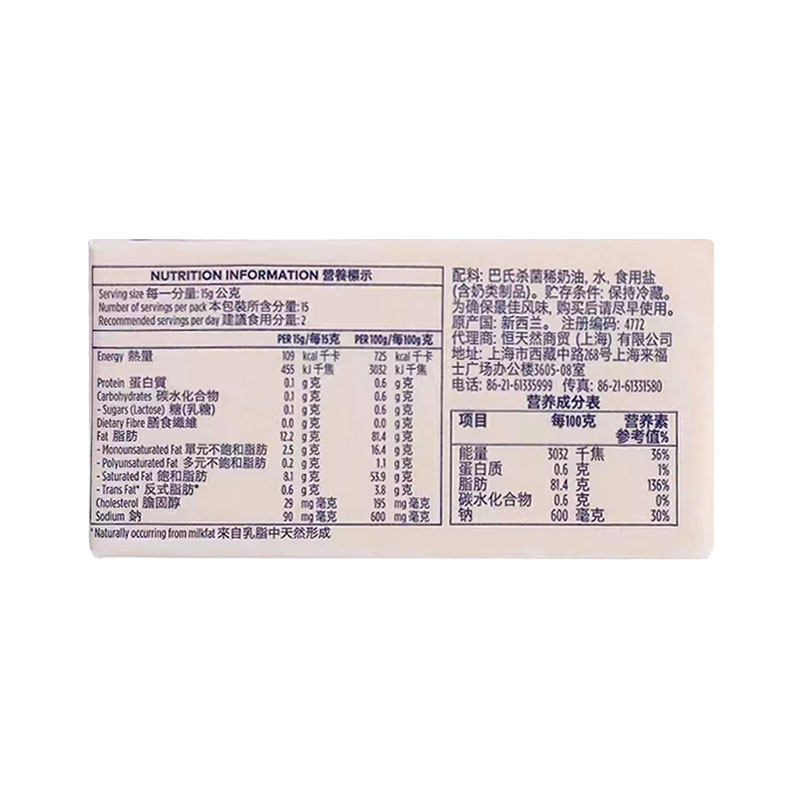 NUTRITION INFORMATION 營養標示
Serving size 每一分量: 15g 公克
Number of servings per pack 本包裝所含分量: 15
Recommended servings per day 建議食用分量: 2
PER 15g/每15克 PER 100g/每100g克
Energy 熱量 109 kcal 千卡 725 kcal 千卡
455 kJ 千焦 3032 kJ 千焦
Protein 蛋白質 0.1 g 克 0.6 g 克
Carbohydrates 碳水化合物 0.1 g 克 0.6 g 克
- Sugars (Lactose) 糖(乳糖) 0.1 g 克 0.6 g 克
Dietary Fibre 膳食纖維 0.0 g 克 0.0 g 克
Fat 脂肪 12.2 g 克 81.4 g 克
- Monounsaturated Fat 單元不飽和脂肪 2.5 g 克 16.4 g 克
- Polyunsaturated Fat 多元不飽和脂肪 0.2 g 克 1.1 g 克
- Saturated Fat 飽和脂肪 8.1 g 克 53.9 g 克
- Trans Fat* 反式脂肪* 0.6 g 克 3.8 g 克
Cholesterol 膽固醇 29 mg 毫克 195 mg 毫克
Sodium 鈉 90 mg 毫克 600 mg 毫克
*Naturally occurring from milkfat 來自乳脂中天然形成
配料: 巴氏杀菌稀奶油, 水, 食用盐
(含奶类制品)。贮存条件: 保持冷藏。
为确保最佳风味, 购买后请尽早使用。
原产国: 新西兰。 注册编码: 4772
代理商: 恒天然商贸 (上海) 有限公司
地址: 上海市西藏中路268号上海来福
士广场办公楼3605-08室
电话: 86-21-61335999 传真: 86-21-61331580
营养成分表
项目 每100克 营养素
参考值%
能量 3032 千焦 36%
蛋白质 0.6 克 1%
脂肪 81.4 克 136%
碳水化合物 0.6 克 0%
钠 600 毫克 30%